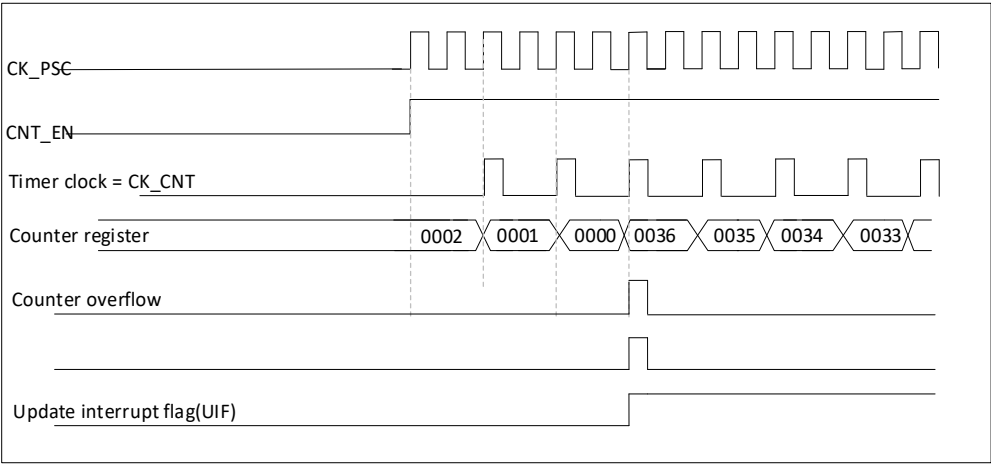 CK_PSC
CNT_EN
Timer clock = CK_CNT
Counter register 0002 0001 0000 0036 0035 0034 0033
Counter overflow
Update interrupt flag(UIF)